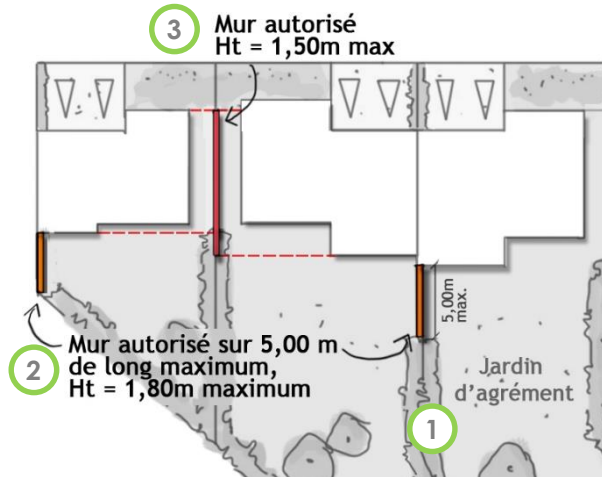 3
Mur autorisé
Ht = 1,50m max
5,00m
max.
2
Mur autorisé sur 5,00 m
de long maximum,
Ht = 1,80m maximum
Jardin
d'agrément
1